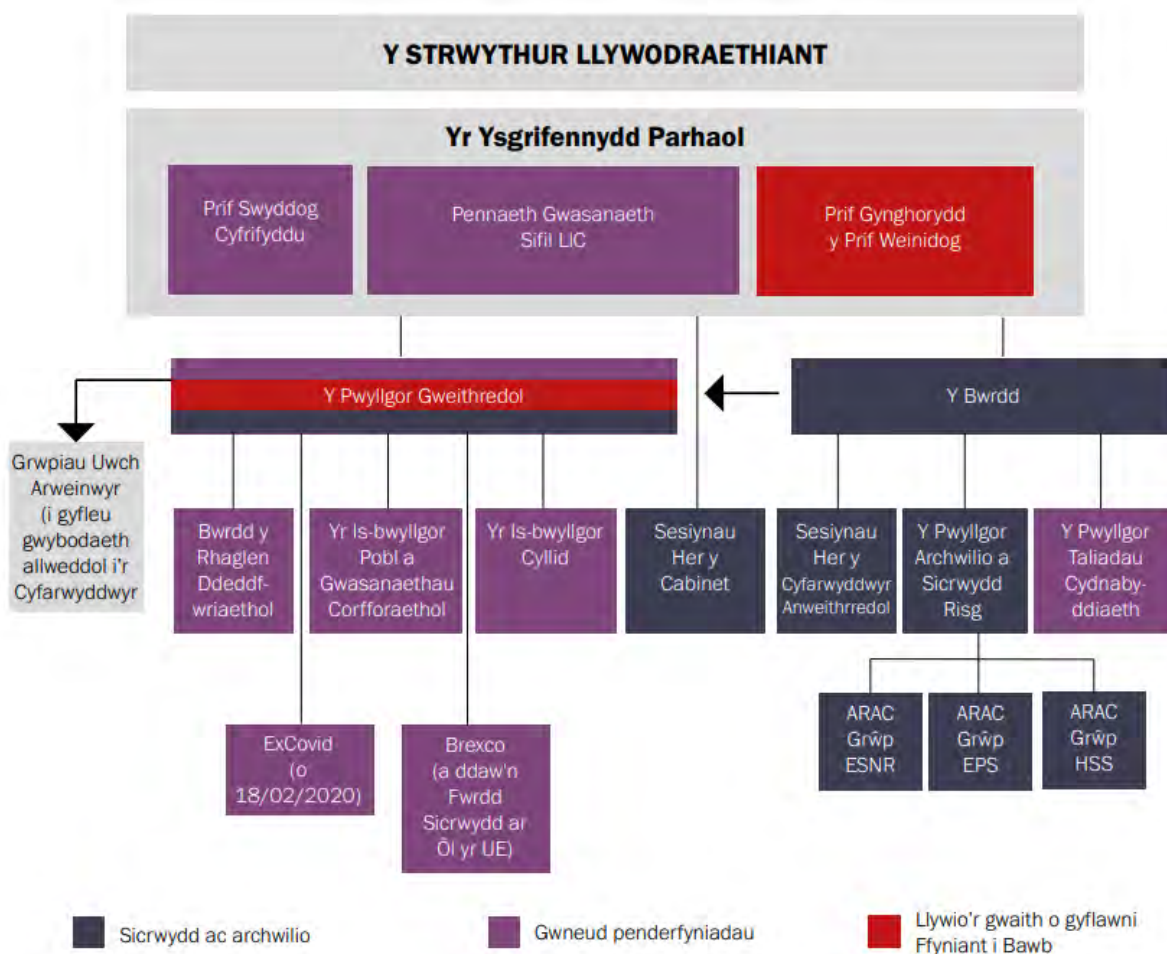 Y STRWYTHUR LLYWODRAETHIANT
Yr Ysgrifennydd Parhaol
Prif Swyddog
Cyfrifyddu
Pennaeth Gwasanaeth
Sifil LlC
Prif Gynghorydd
y Prif Weinidog
Y Pwyllgor Gweithredol
Y Bwrdd
Grwpiau Uwch
Arweinwyr
(i gyfleu
gwybodaeth
allweddol i'r
Cyfarwyddwyr
Bwrdd y
Rhaglen
Ddeddf-
wriaethol
Yr Is-bwyllgor
Pobl a
Gwasanaethau
Corfforaethol
Yr Is-bwyllgor
Cyllid
Sesiynau
Her y
Cabinet
Sesiynau
Her y
Cyfarwyddwyr
Anweithrredol
Y Pwyllgor
Archwilio a
Sicrwydd
Risg
Y Pwyllgor
Taliadau
Cydnaby-
ddiaeth
ExCovid
(o
18/02/2020)
Brexco
(a ddaw'n
Fwrdd
Sicrwydd ar
Ôl yr UE)
ARAC
Grŵp
ESNR
ARAC
Grŵp
EPS
ARAC
Grŵp
HSS
Sicrwydd ac archwilio
Gwneud penderfyniadau
Llywio'r gwaith o gyflawni
Ffyniant i Bawb